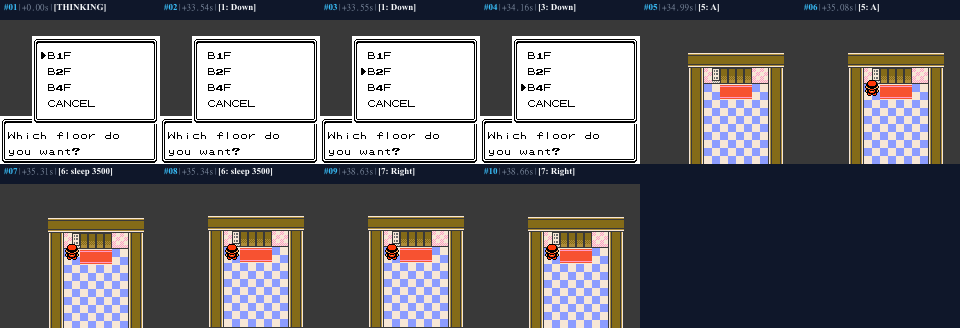 #01|+0.00s|[THINKING]
#02|+33.54s|[1: Down]
#03|+33.55s|[1: Down]
#04|+34.16s|[3: Down]
#05|+34.99s|[5: A]
#06|+35.08s|[5: A]
▶B1F
B2F
B4F
CANCEL
Which floor do
you want?
B1F
B2F
B4F
CANCEL
Which floor do
you want?
B1F
▶B2F
B4F
CANCEL
Which floor do
you want?
B1F
B2F
▶B4F
CANCEL
Which floor do
you want?
#07|+35.31s|[6: sleep 3500]
#08|+35.34s|[6: sleep 3500]
#09|+38.63s|[7: Right]
#10|+38.66s|[7: Right]